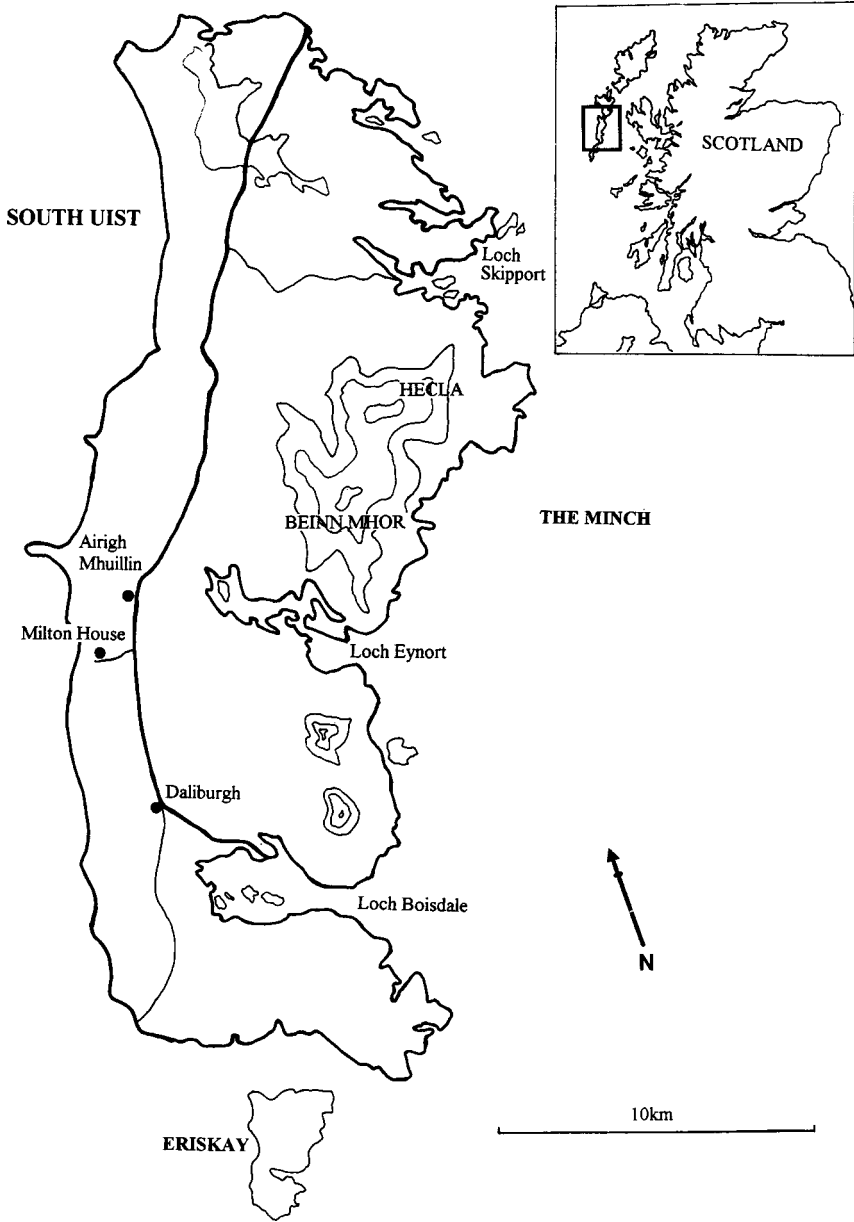 SCOTLAND
SOUTH UIST
Loch
Skipport
HECLA
BEINN MHOR
THE MINCH
Airigh
Mhuillin
Milton House
Loch Eynort
Daliburgh
Loch Boisdale
N
10km
ERISKAY